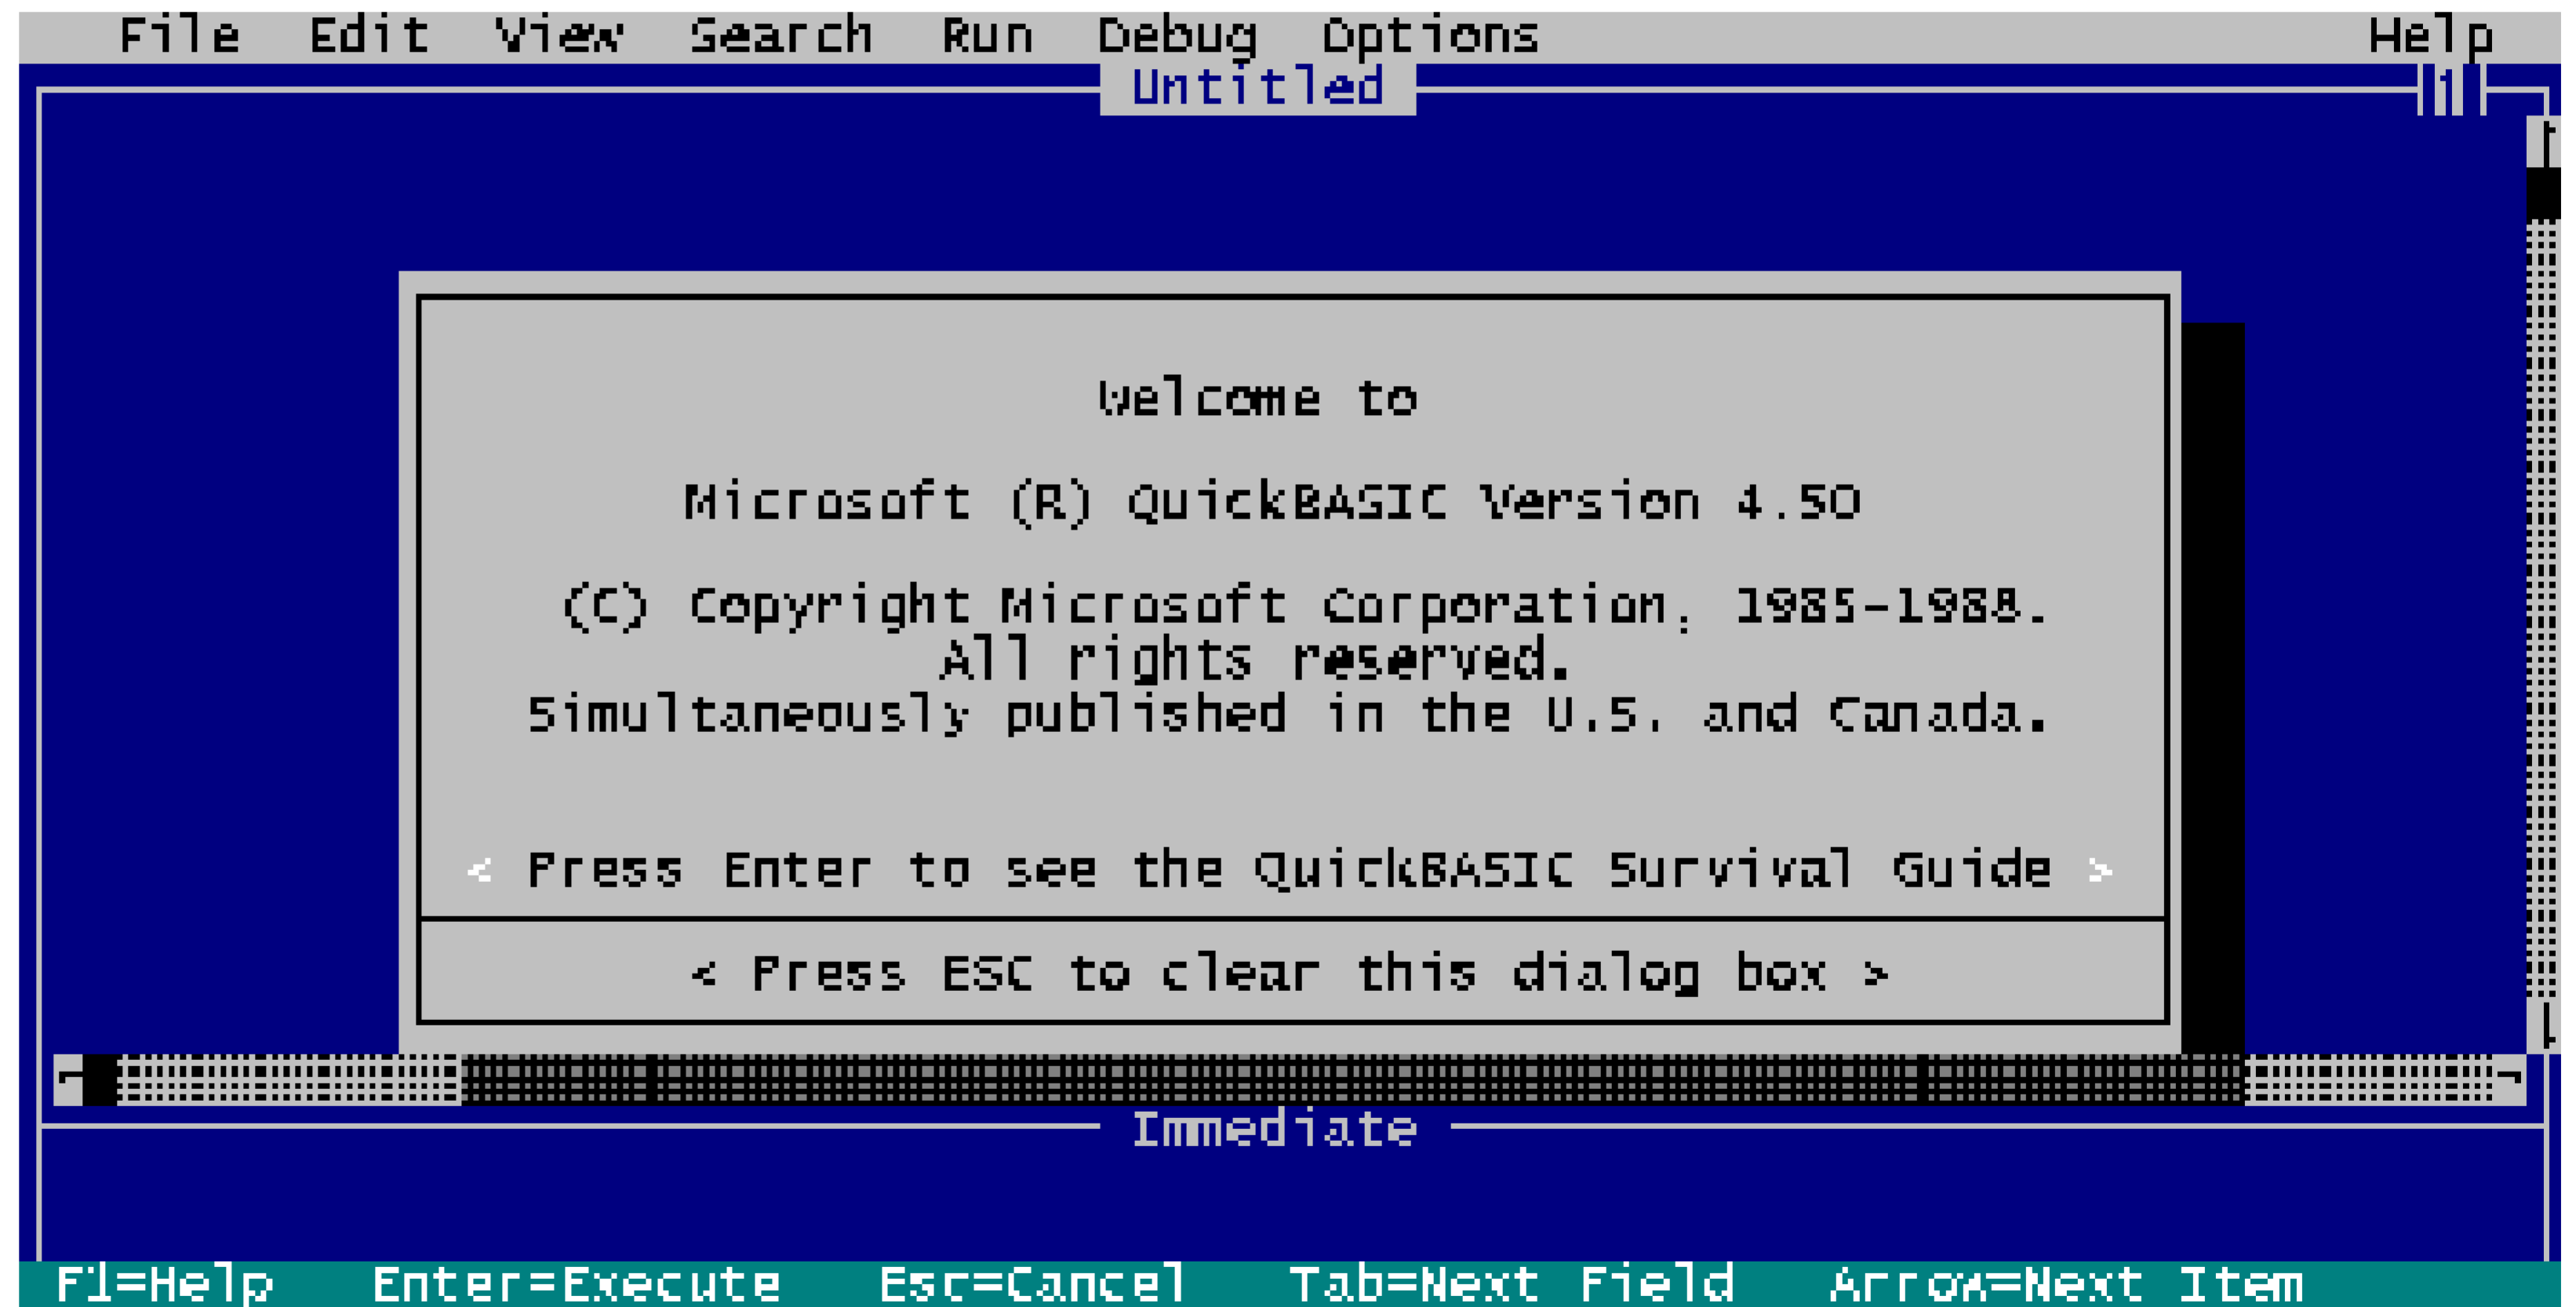 File Edit View Search Run Debug Options Help
Untitled
Welcome to
Microsoft (R) QuickBASIC Version 4.50
(C) Copyright Microsoft Corporation, 1985-1988.
All rights reserved.
Simultaneously published in the U.S. and Canada.
< Press Enter to see the QuickBASIC Survival Guide >
< Press ESC to clear this dialog box >
Immediate
F1=Help Enter=Execute Esc=Cancel Tab=Next Field Arrow=Next Item